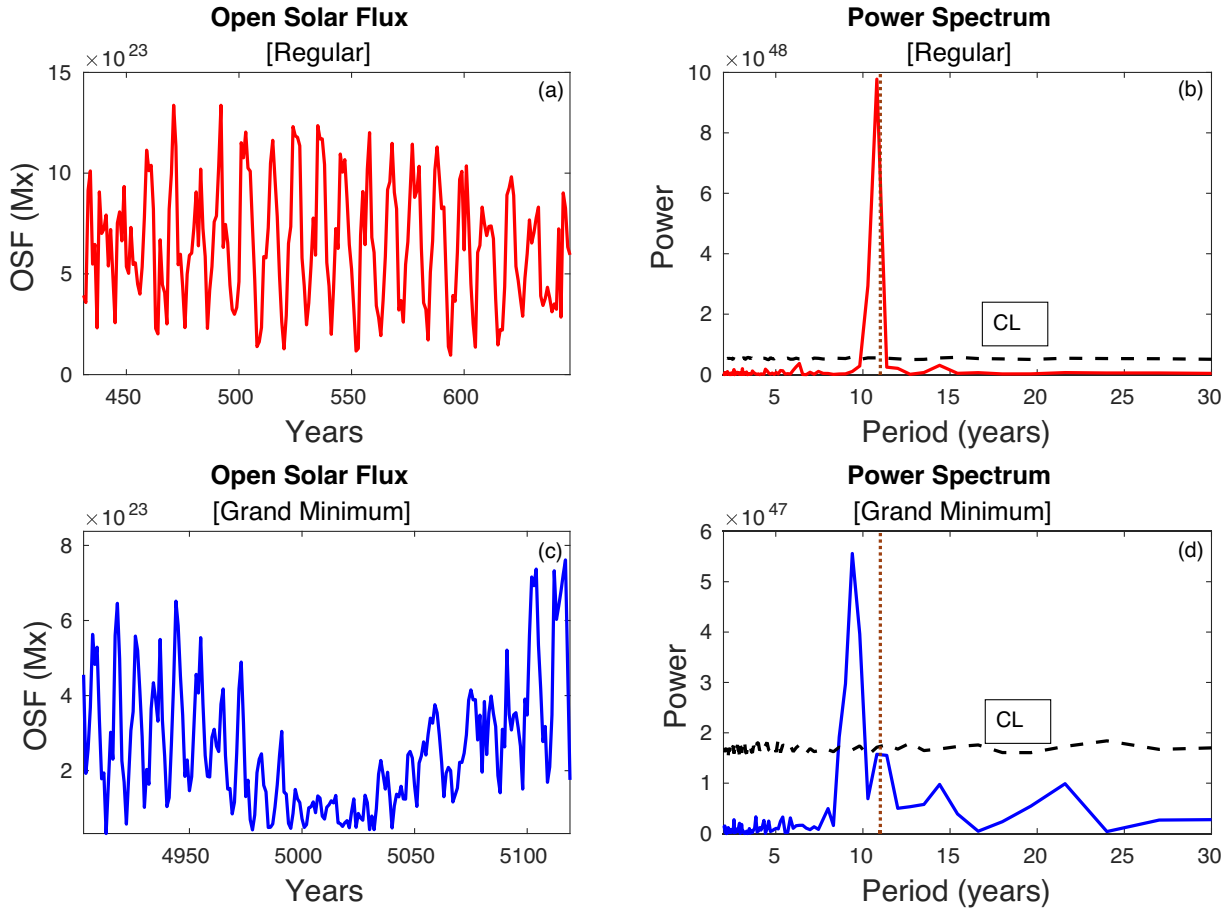 Open Solar Flux
[Regular]
× 10 23
(a)
15
10
5
0
OSF (Mx)
450 500 550 600
Years
Power Spectrum
[Regular]
× 10 48
(b)
10
8
6
4
2
0
Power
CL
5 10 15 20 25 30
Period (years)
Open Solar Flux
[Grand Minimum]
× 10 23
(c)
8
6
4
2
OSF (Mx)
4950 5000 5050 5100
Years
Power Spectrum
[Grand Minimum]
× 10 47
(d)
6
5
4
3
2
1
0
Power
CL
5 10 15 20 25 30
Period (years)